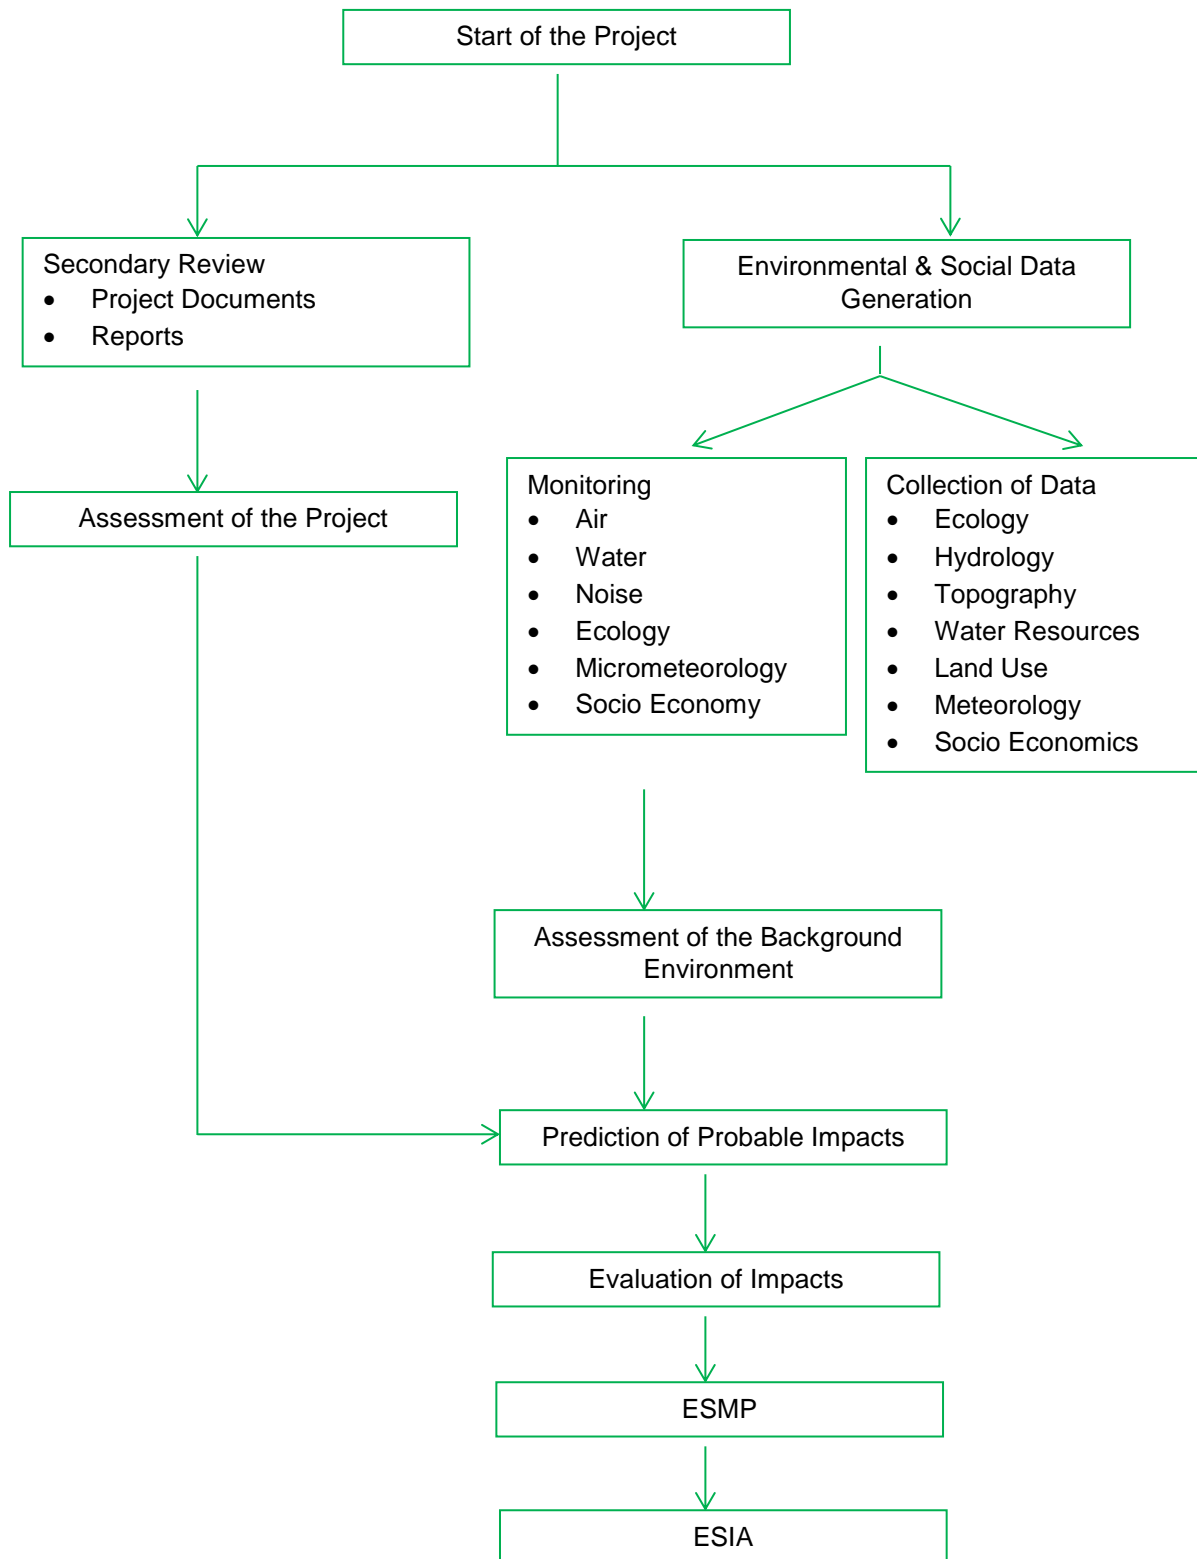 Start of the Project
Secondary Review
• Project Documents
• Reports
Environmental & Social Data
Generation
Assessment of the Project
Monitoring
• Air
• Water
• Noise
• Ecology
• Micrometeorology
• Socio Economy
Collection of Data
• Ecology
• Hydrology
• Topography
• Water Resources
• Land Use
• Meteorology
• Socio Economics
Assessment of the Background
Environment
Prediction of Probable Impacts
Evaluation of Impacts
ESMP
ESIA